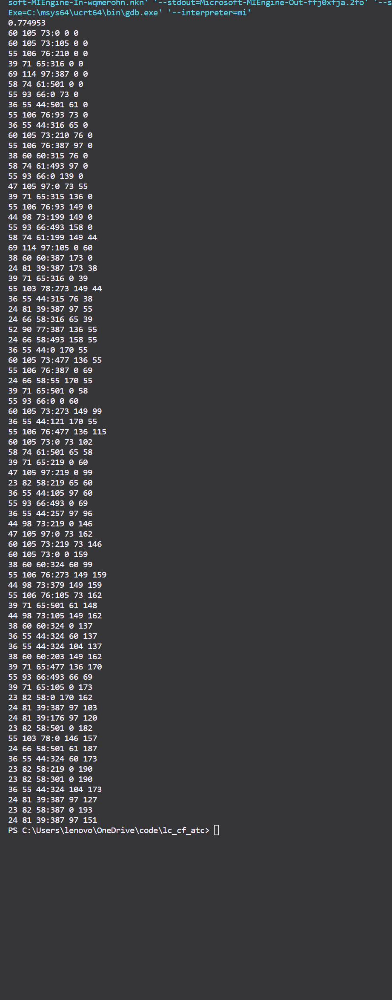 soft-MIEngine-In-wqmerohn.nkn' '--stdout=Microsoft-MIEngine-Out-ffj0xfja.2fo' '--s
Exe=C:\msys64\ucrt64\bin\gdb.exe' '--interpreter=mi'
0.774953
60 105 73:0 0 0
60 105 73:105 0 0
55 106 76:210 0 0
39 71 65:316 0 0
69 114 97:387 0 0
58 74 61:501 0 0
55 93 66:0 73 0
36 55 44:501 61 0
55 106 76:93 73 0
36 55 44:316 65 0
60 105 73:210 76 0
55 106 76:387 97 0
38 60 60:315 76 0
58 74 61:493 97 0
55 93 66:0 139 0
47 105 97:0 73 55
39 71 65:315 136 0
55 106 76:93 149 0
44 98 73:199 149 0
55 93 66:493 158 0
58 74 61:199 149 44
69 114 97:105 0 60
38 60 60:387 173 0
24 81 39:387 173 38
39 71 65:316 0 39
55 103 78:273 149 44
36 55 44:315 76 38
24 81 39:387 97 55
24 66 58:316 65 39
52 90 77:387 136 55
24 66 58:493 158 55
36 55 44:0 170 55
60 105 73:477 136 55
55 106 76:387 0 69
24 66 58:55 170 55
39 71 65:501 0 58
55 93 66:0 0 60
60 105 73:273 149 99
36 55 44:121 170 55
55 106 76:477 136 115
60 105 73:0 73 102
58 74 61:501 65 58
39 71 65:219 0 60
47 105 97:219 0 99
23 82 58:219 65 60
36 55 44:105 97 60
55 93 66:493 0 69
36 55 44:257 97 96
44 98 73:219 0 146
47 105 97:0 73 162
60 105 73:219 73 146
60 105 73:0 0 159
38 60 60:324 60 99
55 106 76:273 149 159
44 98 73:379 149 159
55 106 76:105 73 162
39 71 65:501 61 148
44 98 73:105 149 162
38 60 60:324 0 137
36 55 44:324 60 137
36 55 44:324 104 137
38 60 60:203 149 162
39 71 65:477 136 170
55 93 66:493 66 69
39 71 65:105 0 173
23 82 58:0 170 162
24 81 39:387 97 103
24 81 39:176 97 120
23 82 58:501 0 182
55 103 78:0 146 157
24 66 58:501 61 187
36 55 44:324 60 173
23 82 58:219 0 190
23 82 58:301 0 190
36 55 44:324 104 173
24 81 39:387 97 127
23 82 58:387 0 193
24 81 39:387 97 151
PS C:\Users\lenovo\OneDrive\code\lc_cf_atc>